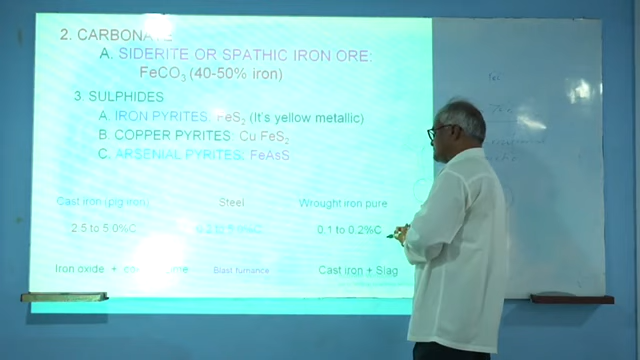 2. CARBONATE
A. SIDERITE OR SPATHIC IRON ORE:
FeCO₃ (40-50% iron)
3. SULPHIDES
A. IRON PYRITES: FeS₂ (It's yellow metallic)
B. COPPER PYRITES: Cu FeS₂
C. ARSENIAL PYRITES: FeAsS
Cast iron (pig iron) Steel Wrought iron pure
2.5 to 5.0%C 0.1 to 0.2%C
Iron oxide + Blast furnance Cast iron + Slag